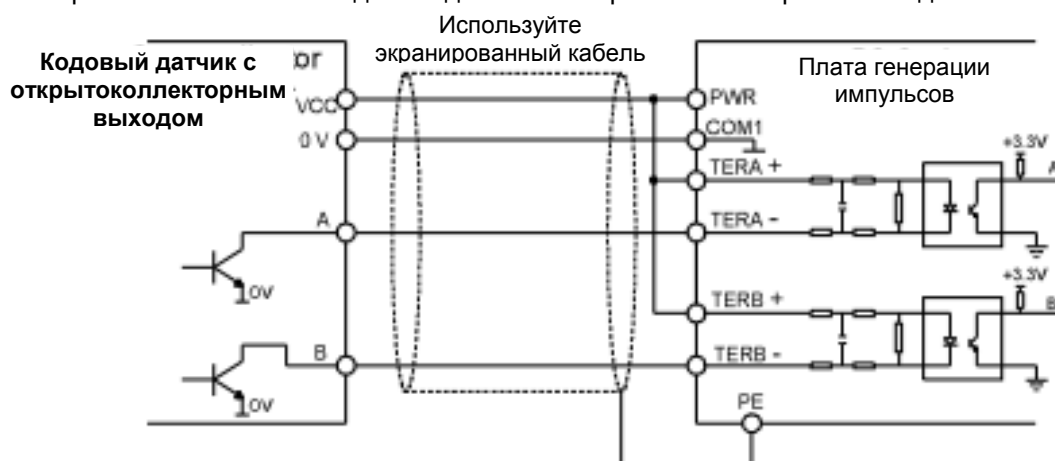 Используйте
экранированный кабель
Кодовый датчик с
открытоколлекторным
выходом
Плата генерации
импульсов
VCC
0 V
A
0V
B
0V
PWR
COM1
TERA +
TERA -
TERB +
TERB -
PE
+3.3V
A
+3.3V
B